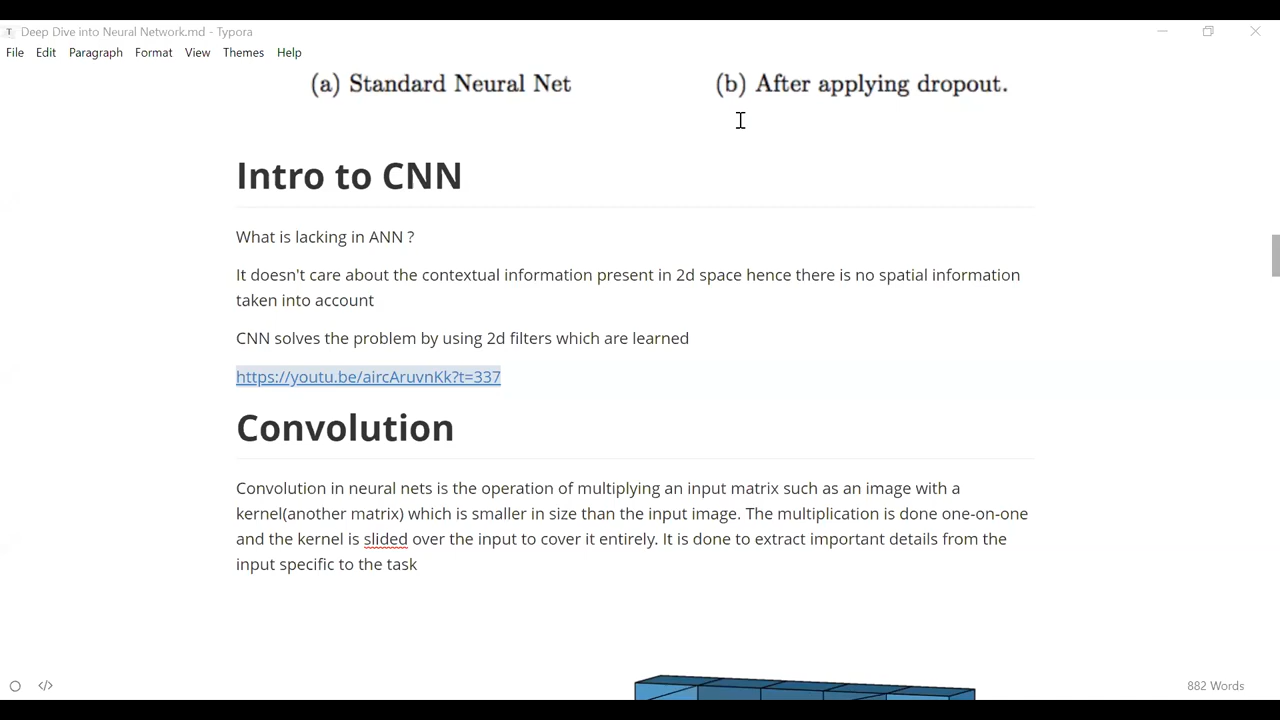 T Deep Dive into Neural Network.md - Typora
File Edit Paragraph Format View Themes Help
(a) Standard Neural Net (b) After applying dropout.
Intro to CNN
What is lacking in ANN ?
It doesn't care about the contextual information present in 2d space hence there is no spatial information
taken into account
CNN solves the problem by using 2d filters which are learned
https://youtu.be/aircAruvnKk?t=337
Convolution
Convolution in neural nets is the operation of multiplying an input matrix such as an image with a
kernel(another matrix) which is smaller in size than the input image. The multiplication is done one-on-one
and the kernel is slided over the input to cover it entirely. It is done to extract important details from the
input specific to the task
</> 882 Words